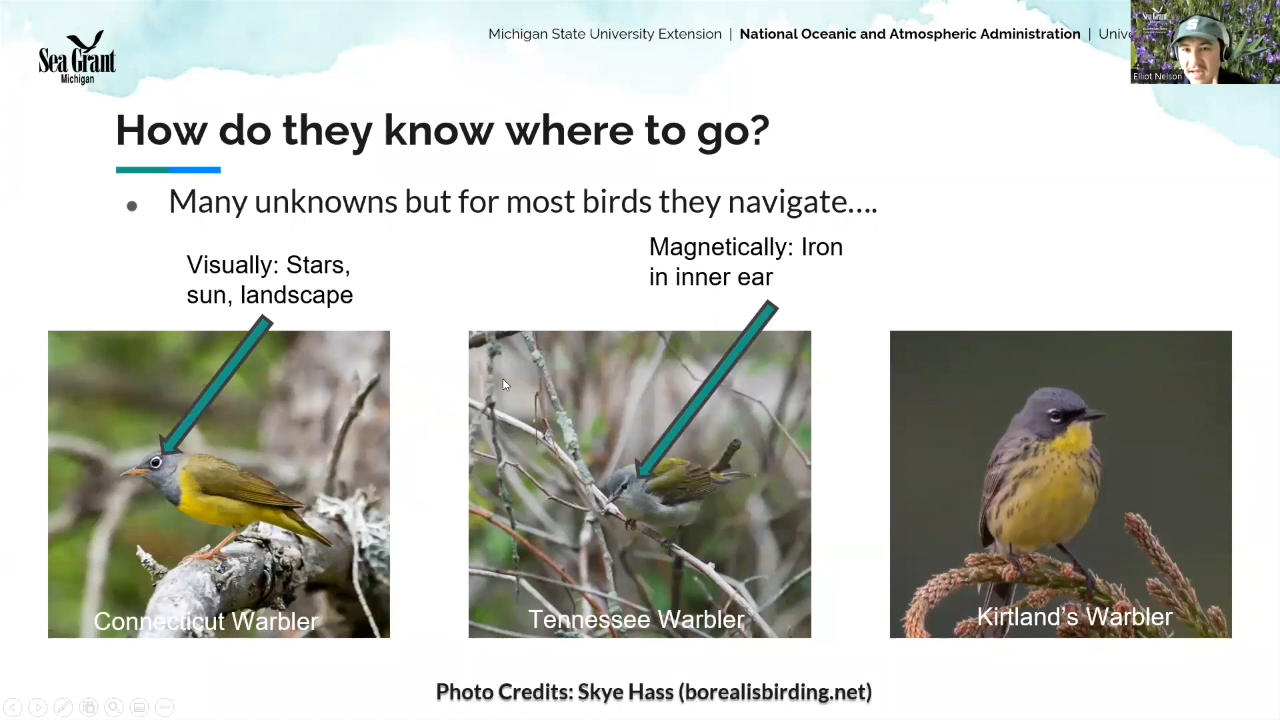 Sea Grant
Michigan
Michigan State University Extension | National Oceanic and Atmospheric Administration |
Sea Grant
Elliot Nelson
How do they know where to go?
• Many unknowns but for most birds they navigate....
Visually: Stars,
sun, landscape
Magnetically: Iron
in inner ear
Connecticut Warbler
Tennessee Warbler
Kirtland's Warbler
Photo Credits: Skye Hass (borealisbirding.net)